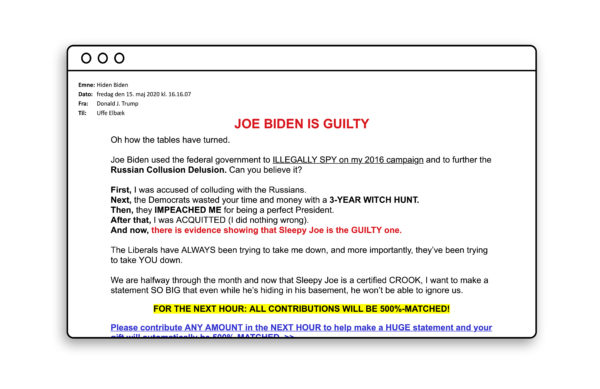 Emne: Hiden Biden
Dato: fredag den 15. maj 2020 kl. 16.16.07
Fra: Donald J. Trump
Til: Uffe Elbæk
JOE BIDEN IS GUILTY
Oh how the tables have turned.
Joe Biden used the federal government to ILLEGALLY SPY on my 2016 campaign and to further the
Russian Collusion Delusion. Can you believe it?
First, I was accused of colluding with the Russians.
Next, the Democrats wasted your time and money with a 3-YEAR WITCH HUNT.
Then, they IMPEACHED ME for being a perfect President.
After that, I was ACQUITTED (I did nothing wrong).
And now, there is evidence showing that Sleepy Joe is the GUILTY one.
The Liberals have ALWAYS been trying to take me down, and more importantly, they've been trying
to take YOU down.
We are halfway through the month and now that Sleepy Joe is a certified CROOK, I want to make a
statement SO BIG that even while he's hiding in his basement, he won't be able to ignore us.
FOR THE NEXT HOUR: ALL CONTRIBUTIONS WILL BE 500%-MATCHED!
Please contribute ANY AMOUNT in the NEXT HOUR to help make a HUGE statement and your
gift will automatically be 500%-MATCHED. >>